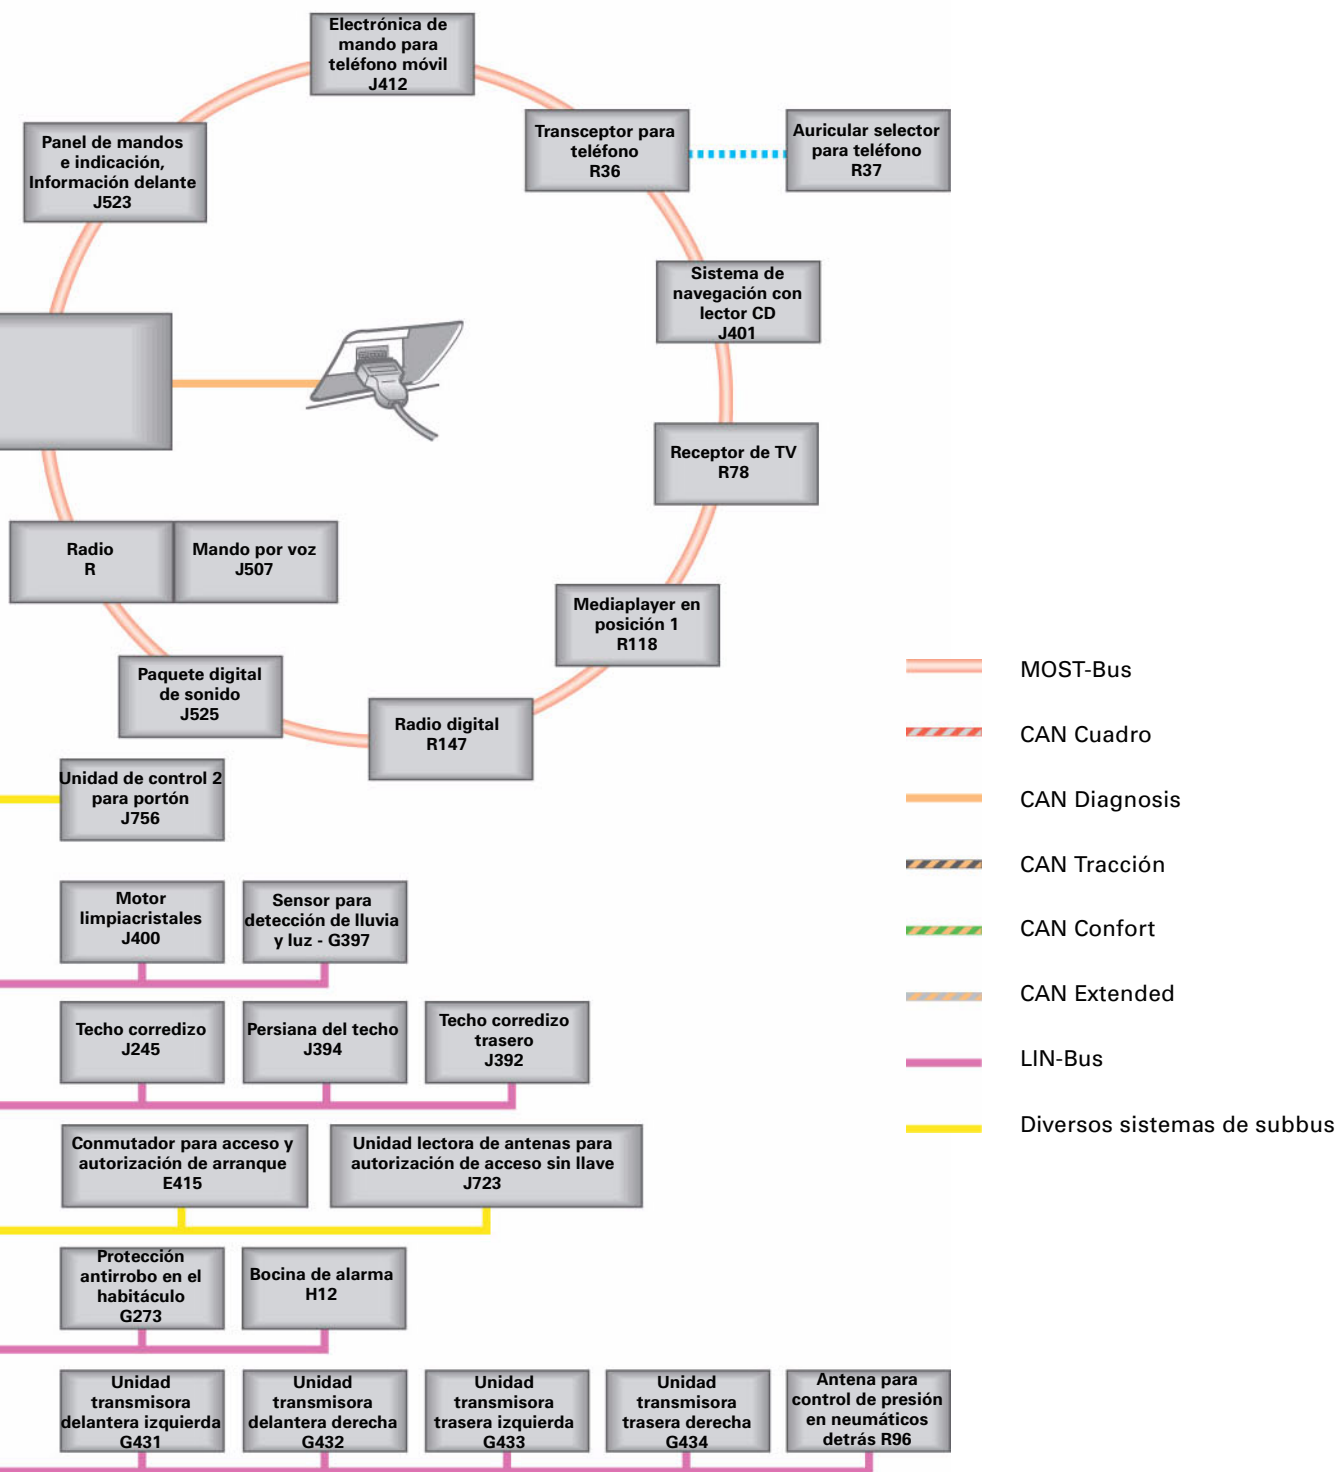 Electrónica de
mando para
teléfono móvil
J412
Transceptor para
teléfono
R36
Auricular selector
para teléfono
R37
Panel de mandos
e indicación,
Información delante
J523
Sistema de
navegación con
lector CD
J401
Receptor de TV
R78
Radio
R
Mando por voz
J507
Mediaplayer en
posición 1
R118
Paquete digital
de sonido
J525
Radio digital
R147
MOST-Bus
CAN Cuadro
CAN Diagnosis
CAN Tracción
CAN Confort
CAN Extended
LIN-Bus
Diversos sistemas de subbus
Unidad de control 2
para portón
J756
Motor
limpiacristales
J400
Sensor para
detección de lluvia
y luz - G397
Techo corredizo
J245
Persiana del techo
J394
Techo corredizo
trasero
J392
Conmutador para acceso y
autorización de arranque
E415
Unidad lectora de antenas para
autorización de acceso sin llave
J723
Protección
antirrobo en el
habitáculo
G273
Bocina de alarma
H12
Unidad
transmisora
delantera izquierda
G431
Unidad
transmisora
delantera derecha
G432
Unidad
transmisora
trasera izquierda
G433
Unidad
transmisora
trasera derecha
G434
Antena para
control de presión
en neumáticos
detrás R96